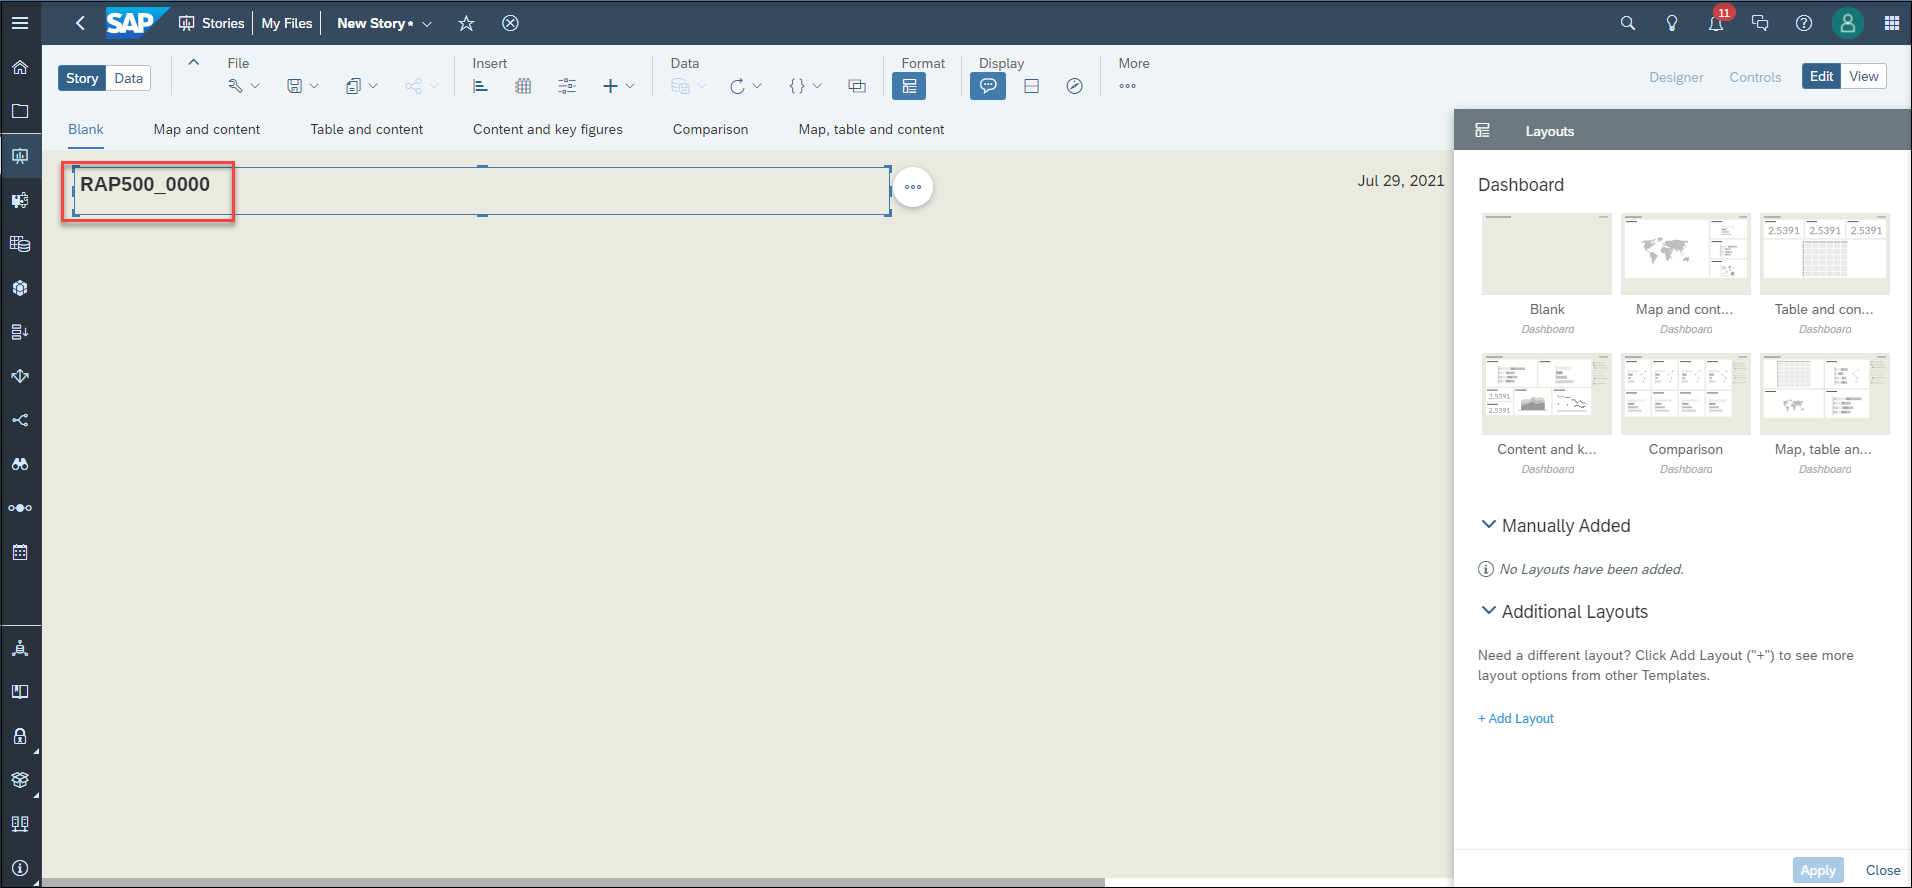 SAP Stories My Files New Story * 11
Story Data
File Insert Data Format Display More
Designer Controls Edit View
Blank Map and content Table and content Content and key figures Comparison Map, table and content
RAP500_0000
Jul 29, 2021
Layouts
Dashboard
2.5391 2.5391 2.5391
Blank Map and cont... Table and con...
Dashboard Dashboard Dashboard
2.5391
2.5391
Content and k... Comparison Map, table an...
Dashboard Dashboard Dashboard
Manually Added
No Layouts have been added.
Additional Layouts
Need a different layout? Click Add Layout ("+") to see more
layout options from other Templates.
+ Add Layout
Apply Close